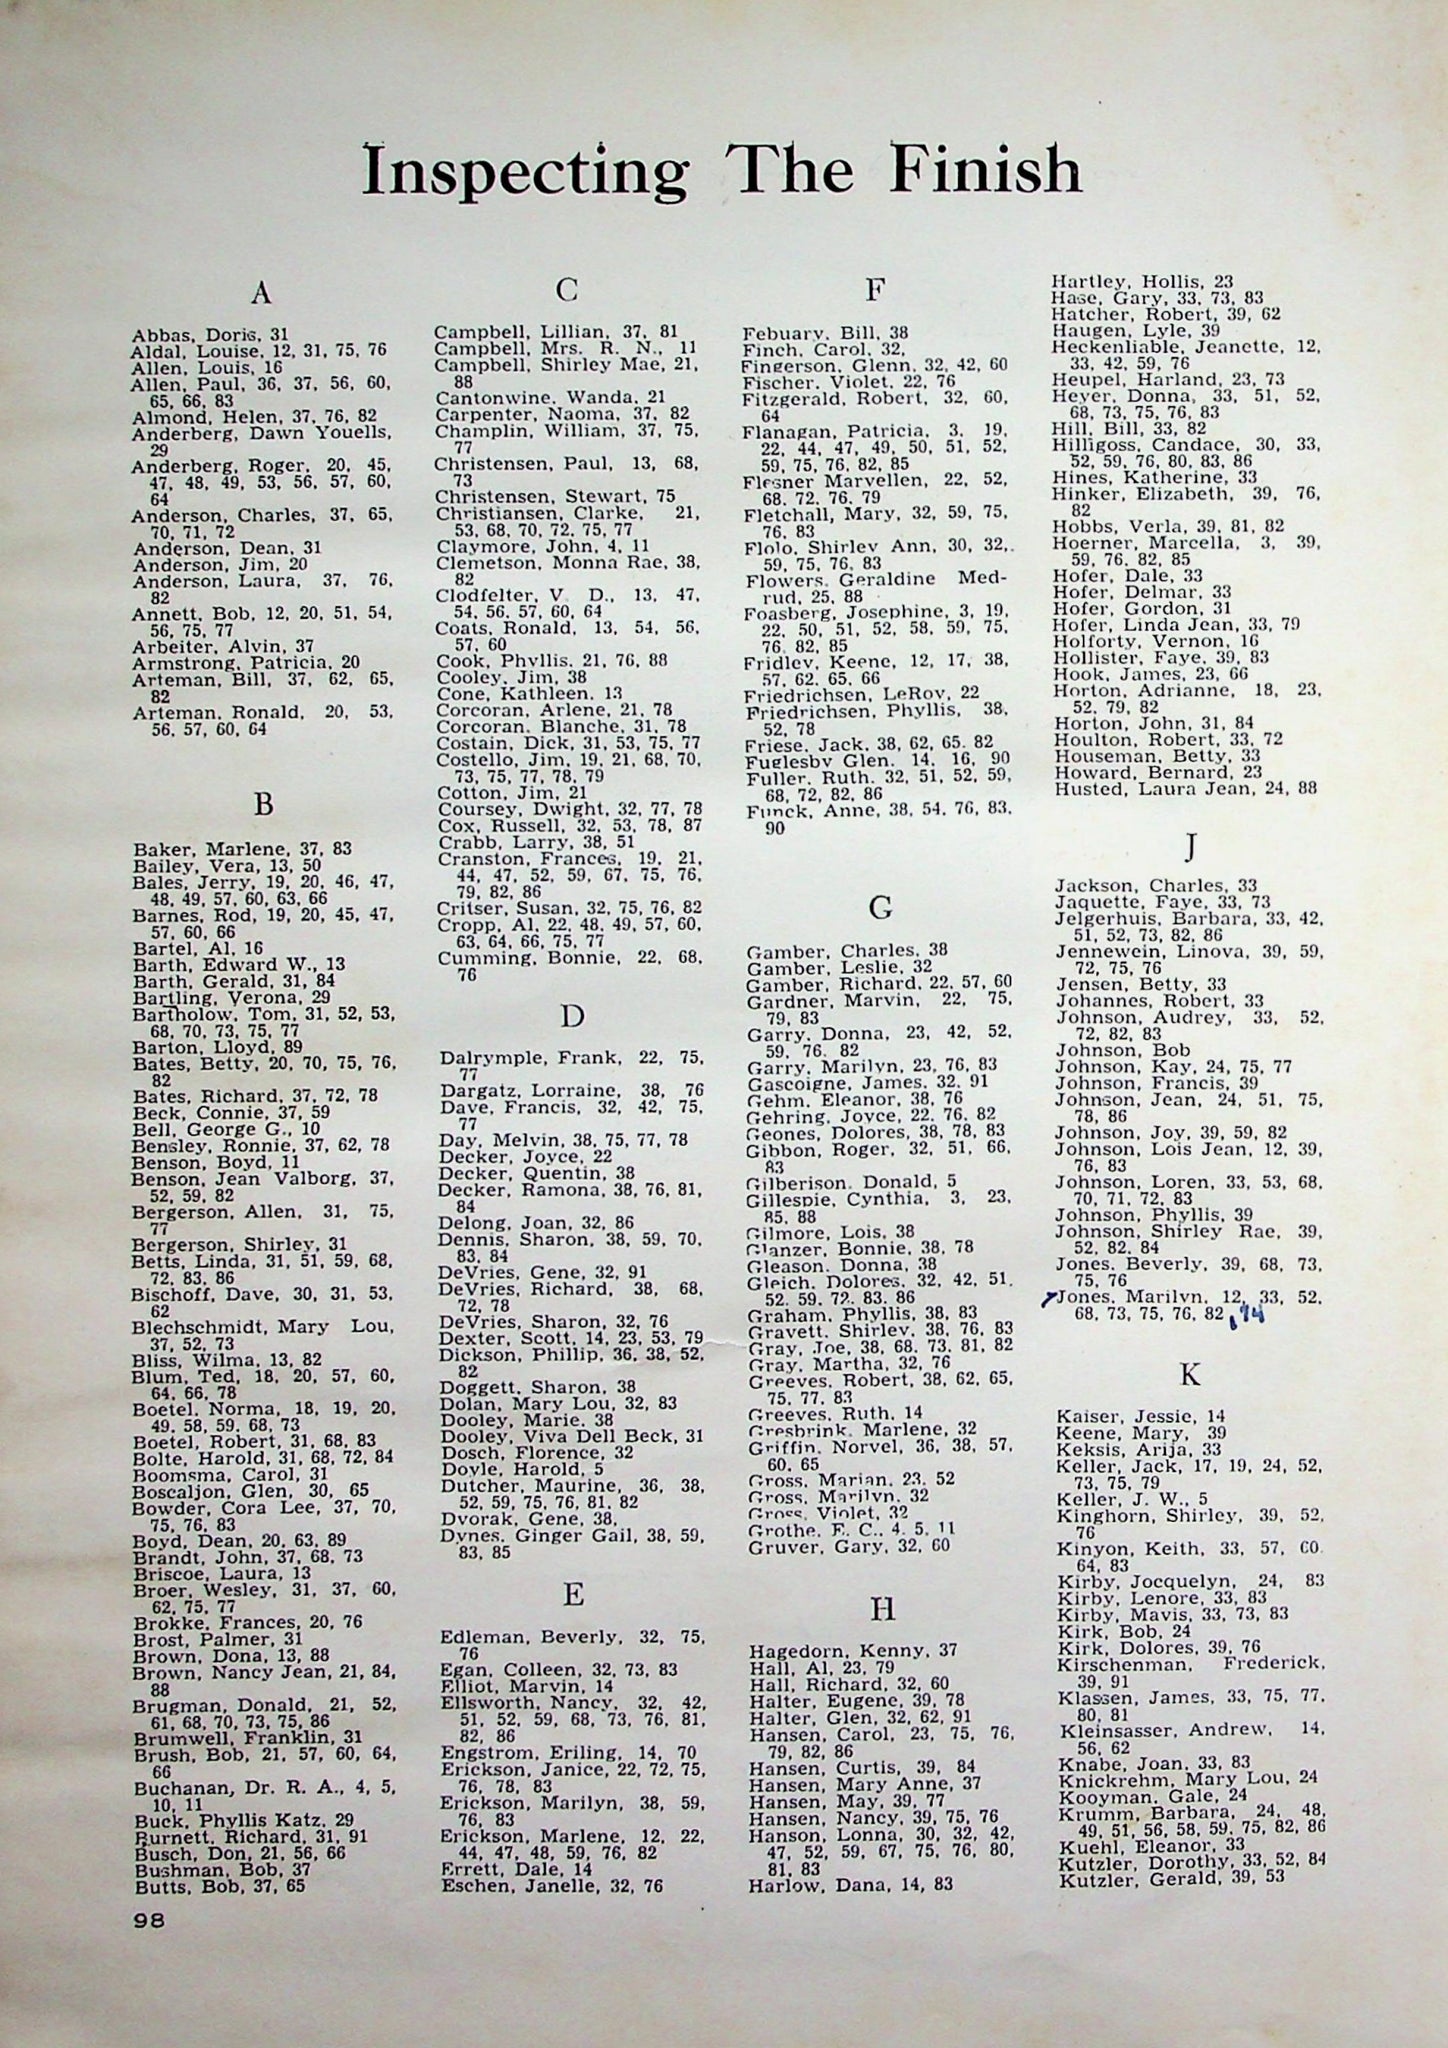 Inspecting The Finish
A
Abbas, Doris, 31
Aldal, Louise, 12, 31, 75, 76
Allen, Louis, 16
Allen, Paul, 36, 37, 56, 60,
65, 66, 83
Almond, Helen, 37, 76, 82
Anderberg, Dawn Youells,
29
Anderberg, Roger, 20, 45,
47, 48, 49, 53, 56, 57, 60,
64
Anderson, Charles, 37, 65,
70, 71, 72
Anderson, Dean, 31
Anderson, Jim, 20
Anderson, Laura, 37, 76,
82
Annett, Bob, 12, 20, 51, 54,
56, 75, 77
Arbeiter, Alvin, 37
Armstrong, Patricia, 20
Arteman, Bill, 37, 62, 65,
82
Arteman, Ronald, 20, 53,
56, 57, 60, 64
B
Baker, Marlene, 37, 83
Bailey, Vera, 13, 50
Bales, Jerry, 19, 20, 46, 47,
48, 49, 57, 60, 63, 66
Barnes, Rod, 19, 20, 45, 47,
57, 60, 66
Bartel, Al, 16
Barth, Edward W., 13
Barth, Gerald, 31, 84
Bartling, Verona, 29
Bartholow, Tom, 31, 52, 53,
68, 70, 73, 75, 77
Barton, Lloyd, 89
Bates, Betty, 20, 70, 75, 76,
82
Bates, Richard, 37, 72, 78
Beck, Connie, 37, 59
Bell, George G., 10
Bensley, Ronnie, 37, 62, 78
Benson, Boyd, 11
Benson, Jean Valborg, 37,
52, 59, 82
Bergerson, Allen, 31, 75,
77
Bergerson, Shirley, 31
Betts, Linda, 31, 51, 59, 68,
72, 83, 86
Bischoff, Dave, 30, 31, 53,
62
Blechschmidt, Mary Lou,
37, 52, 73
Bliss, Wilma, 13, 82
Blum, Ted, 18, 20, 57, 60,
64, 66, 78
Boetel, Norma, 18, 19, 20,
49, 58, 59, 68, 73
Boetel, Robert, 31, 68, 83
Bolte, Harold, 31, 68, 72, 84
Boomsma, Carol, 31
Boscaljon, Glen, 30, 65
Bowder, Cora Lee, 37, 70,
75, 76, 83
Boyd, Dean, 20, 63, 89
Brandt, John, 37, 68, 73
Briscoe, Laura, 13
Broer, Wesley, 31, 37, 60,
62, 75, 77
Brokke, Frances, 20, 76
Brost, Palmer, 31
Brown, Dona, 13, 88
Brown, Nancy Jean, 21, 84,
88
Brugman, Donald, 21, 52,
61, 68, 70, 73, 75, 86
Brumwell, Franklin, 31
Brush, Bob, 21, 57, 60, 64,
66
Buchanan, Dr. R. A., 4, 5,
10, 11
Buck, Phyllis Katz, 29
Burnett, Richard, 31, 91
Busch, Don, 21, 56, 66
Bushman, Bob, 37
Butts, Bob, 37, 65
98
C
Campbell, Lillian, 37, 81
Campbell, Mrs. R. N., 11
Campbell, Shirley Mae, 21,
88
Cantonwine, Wanda, 21
Carpenter, Naoma, 37, 82
Champlin, William, 37, 75,
77
Christensen, Paul, 13, 68,
73
Christensen, Stewart, 75
Christiansen, Clarke, 21,
53, 68, 70, 72, 75, 77
Claymore, John, 4, 11
Clemetson, Monna Rae, 38,
82
Clodfelter, V. D., 13, 47,
54, 56, 57, 60, 64
Coats, Ronald, 13, 54, 56,
57, 60
Cook, Phyllis, 21, 76, 88
Cooley, Jim, 38
Cone, Kathleen, 13
Corcoran, Arlene, 21, 78
Corcoran, Blanche, 31, 78
Costain, Dick, 31, 53, 75, 77
Costello, Jim, 19, 21, 68, 70,
73, 75, 77, 78, 79
Cotton, Jim, 21
Coursey, Dwight, 32, 77, 78
Cox, Russell, 32, 53, 78, 87
Crabb, Larry, 38, 51
Cranston, Frances, 19, 21,
44, 47, 52, 59, 67, 75, 76,
79, 82, 86
Critser, Susan, 32, 75, 76, 82
Cropp, Al, 22, 48, 49, 57, 60,
63, 64, 66, 75, 77
Cumming, Bonnie, 22, 68,
76
D
Dalrymple, Frank, 22, 75,
77
Dargatz, Lorraine, 38, 76
Dave, Francis, 32, 42, 75,
77
Day, Melvin, 38, 75, 77, 78
Decker, Joyce, 22
Decker, Quentin, 38
Decker, Ramona, 38, 76, 81,
84
Delong, Joan, 32, 86
Dennis, Sharon, 38, 59, 70,
83, 84
DeVries, Gene, 32, 91
DeVries, Richard, 38, 68,
72, 78
DeVries, Sharon, 32, 76
Dexter, Scott, 14, 23, 53, 79
Dickson, Phillip, 36, 38, 52,
82
Doggett, Sharon, 38
Dolan, Mary Lou, 32, 83
Dooley, Marie, 38
Dooley, Viva Dell Beck, 31
Dosch, Florence, 32
Doyle, Harold, 5
Dutcher, Maurine, 36, 38,
52, 59, 75, 76, 81, 82
Dvorak, Gene, 38,
Dynes, Ginger Gail, 38, 59,
83, 85
E
Edleman, Beverly, 32, 75,
76
Egan, Colleen, 32, 73, 83
Elliot, Marvin, 14
Ellsworth, Nancy, 32, 42,
51, 52, 59, 68, 73, 76, 81,
82, 86
Engstrom, Eriling, 14, 70
Erickson, Janice, 22, 72, 75,
76, 78, 83
Erickson, Marilyn, 38, 59,
76, 83
Erickson, Marlene, 12, 22,
44, 47, 48, 59, 76, 82
Errett, Dale, 14
Eschen, Janelle, 32, 76
F
Febuary, Bill, 38
Finch, Carol, 32,
Fingerson, Glenn, 32, 42, 60
Fischer, Violet, 22, 76
Fitzgerald, Robert, 32, 60,
64
Flanagan, Patricia, 3, 19,
22, 44, 47, 49, 50, 51, 52,
59, 75, 76, 82, 85
Flesner Marvellen, 22, 52,
68, 72, 76, 79
Fletchall, Mary, 32, 59, 75,
76, 83
Flolo, Shirley Ann, 30, 32,
59, 75, 76, 83
Flowers, Geraldine Med-
rud, 25, 88
Foasberg, Josephine, 3, 19,
22, 50, 51, 52, 58, 59, 75,
76, 82, 85
Fridley, Keene, 12, 17, 38,
57, 62, 65, 66
Friedrichsen, LeRoy, 22
Friedrichsen, Phyllis, 38,
52, 78
Friese, Jack, 38, 62, 65, 82
Fuglesby Glen, 14, 16, 90
Fuller, Ruth, 32, 51, 52, 59,
68, 72, 82, 86
Funck, Anne, 38, 54, 76, 83,
90
G
Gamber, Charles, 38
Gamber, Leslie, 32
Gamber, Richard, 22, 57, 60
Gardner, Marvin, 22, 75,
79, 83
Garry, Donna, 23, 42, 52,
59, 76, 82
Garry, Marilyn, 23, 76, 83
Gascoigne, James, 32, 91
Gehm, Eleanor, 38, 76
Gehring, Joyce, 22, 76, 82
Geones, Dolores, 38, 78, 83
Gibbon, Roger, 32, 51, 66,
83
Gilberison, Donald, 5
Gillespie, Cynthia, 3, 23,
85, 88
Gilmore, Lois, 38
Glanzer, Bonnie, 38, 78
Gleason, Donna, 38
Gleich, Dolores, 32, 42, 51,
52, 59, 72, 83, 86
Graham, Phyllis, 38, 83
Gravett, Shirley, 38, 76, 83
Gray, Joe, 38, 68, 73, 81, 82
Gray, Martha, 32, 76
Greeves, Robert, 38, 62, 65,
75, 77, 83
Greeves, Ruth, 14
Gresbrink, Marlene, 32
Griffin, Norvel, 36, 38, 57,
60, 65
Gross, Marian, 23, 52
Gross, Marilyn, 32
Gross, Violet, 32
Grothe, E. C., 4, 5, 11
Gruver, Gary, 32, 60
H
Hagedorn, Kenny, 37
Hall, Al, 23, 79
Hall, Richard, 32, 60
Halter, Eugene, 39, 78
Halter, Glen, 32, 62, 91
Hansen, Carol, 23, 75, 76,
79, 82, 86
Hansen, Curtis, 39, 84
Hansen, Mary Anne, 37
Hansen, May, 39, 77
Hansen, Nancy, 39, 75, 76
Hanson, Lonna, 30, 32, 42,
47, 52, 59, 67, 75, 76, 80,
81, 83
Harlow, Dana, 14, 83
Hartley, Hollis, 23
Hase, Gary, 33, 73, 83
Hatcher, Robert, 39, 62
Haugen, Lyle, 39
Heckenliable, Jeanette, 12,
33, 42, 59, 76
Heupel, Harland, 23, 73
Heyer, Donna, 33, 51, 52,
68, 73, 75, 76, 83
Hill, Bill, 33, 82
Hilligoss, Candace, 30, 33,
52, 59, 76, 80, 83, 86
Hines, Katherine, 33
Hinker, Elizabeth, 39, 76,
82
Hobbs, Verla, 39, 81, 82
Hoerner, Marcella, 3, 39,
59, 76, 82, 85
Hofer, Dale, 33
Hofer, Delmar, 33
Hofer, Gordon, 31
Hofer, Linda Jean, 33, 79
Holforty, Vernon, 16
Hollister, Faye, 39, 83
Hook, James, 23, 66
Horton, Adrianne, 18, 23,
52, 79, 82
Horton, John, 31, 84
Houlton, Robert, 33, 72
Houseman, Betty, 33
Howard, Bernard, 23
Husted, Laura Jean, 24, 88
J
Jackson, Charles, 33
Jaquette, Faye, 33, 73
Jelgerhuis, Barbara, 33, 42,
51, 52, 73, 82, 86
Jennewein, Linova, 39, 59,
72, 75, 76
Jensen, Betty, 33
Johannes, Robert, 33
Johnson, Audrey, 33, 52,
72, 82, 83
Johnson, Bob
Johnson, Kay, 24, 75, 77
Johnson, Francis, 39
Johnson, Jean, 24, 51, 75,
78, 86
Johnson, Joy, 39, 59, 82
Johnson, Lois Jean, 12, 39,
76, 83
Johnson, Loren, 33, 53, 68,
70, 71, 72, 83
Johnson, Phyllis, 39
Johnson, Shirley Rae, 39,
52, 82, 84
Jones, Beverly, 39, 68, 73,
75, 76
Jones, Marilyn, 12, 33, 52,
68, 73, 75, 76, 82, 74
K
Kaiser, Jessie, 14
Keene, Mary, 39
Keksis, Arija, 33
Keller, Jack, 17, 19, 24, 52,
73, 75, 79
Keller, J. W., 5
Kinghorn, Shirley, 39, 52,
76
Kinyon, Keith, 33, 57, 60,
64, 83
Kirby, Jocquelyn, 24, 83
Kirby, Lenore, 33, 83
Kirby, Mavis, 33, 73, 83
Kirk, Bob, 24
Kirk, Dolores, 39, 76
Kirschenman, Frederick,
39, 91
Klassen, James, 33, 75, 77,
80, 81
Kleinsasser, Andrew, 14,
56, 62
Knabe, Joan, 33, 83
Knickrehm, Mary Lou, 24
Kooyman, Gale, 24
Krumm, Barbara, 24, 48,
49, 51, 56, 58, 59, 75, 82, 86
Kuehl, Eleanor, 33
Kutzler, Dorothy, 33, 52, 84
Kutzler, Gerald, 39, 53